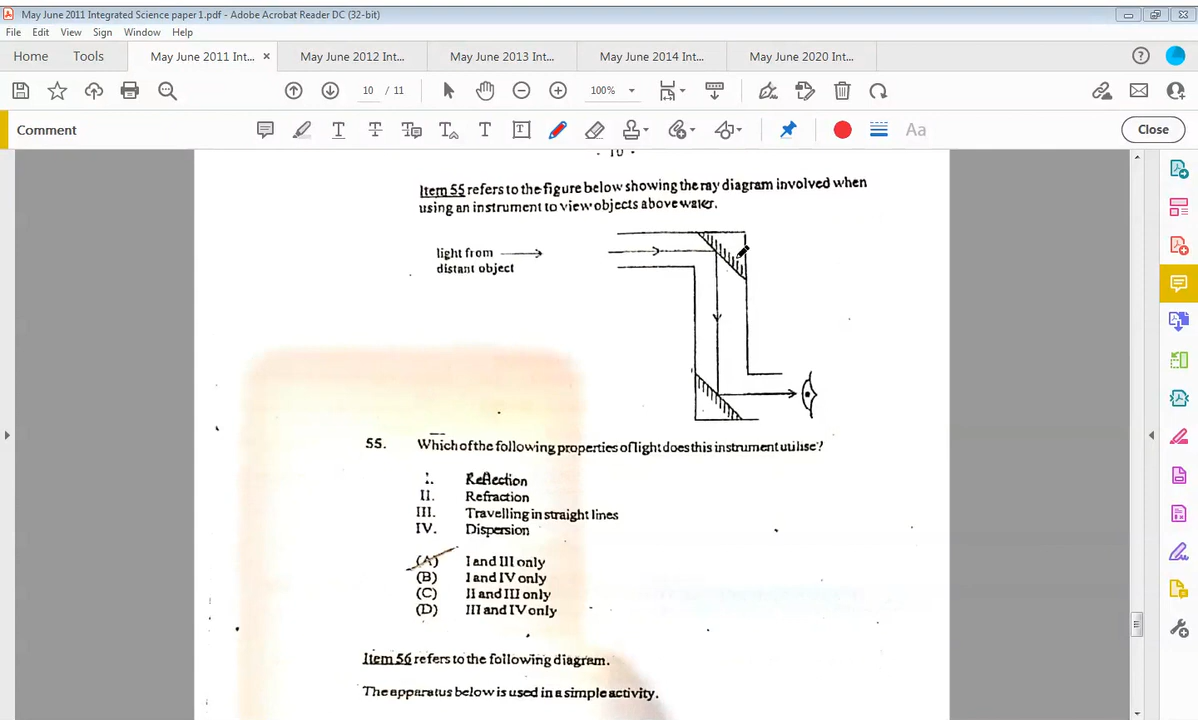 May June 2011 Integrated Science paper 1.pdf - Adobe Acrobat Reader DC (32-bit)
File Edit View Sign Window Help
Home Tools May June 2011 Int... × May June 2012 Int... May June 2013 Int... May June 2014 Int... May June 2020 Int...
10 / 11 100%
Comment Aa Close
- 10 -
Item 55 refers to the figure below showing the ray diagram involved when
using an instrument to view objects above water.
light from
distant object
55. Which of the following properties of light does this instrument utilise?
I. Reflection
II. Refraction
III. Travelling in straight lines
IV. Dispersion
(A) I and III only
(B) I and IV only
(C) II and III only
(D) III and IV only
Item 56 refers to the following diagram.
The apparatus below is used in a simple activity.